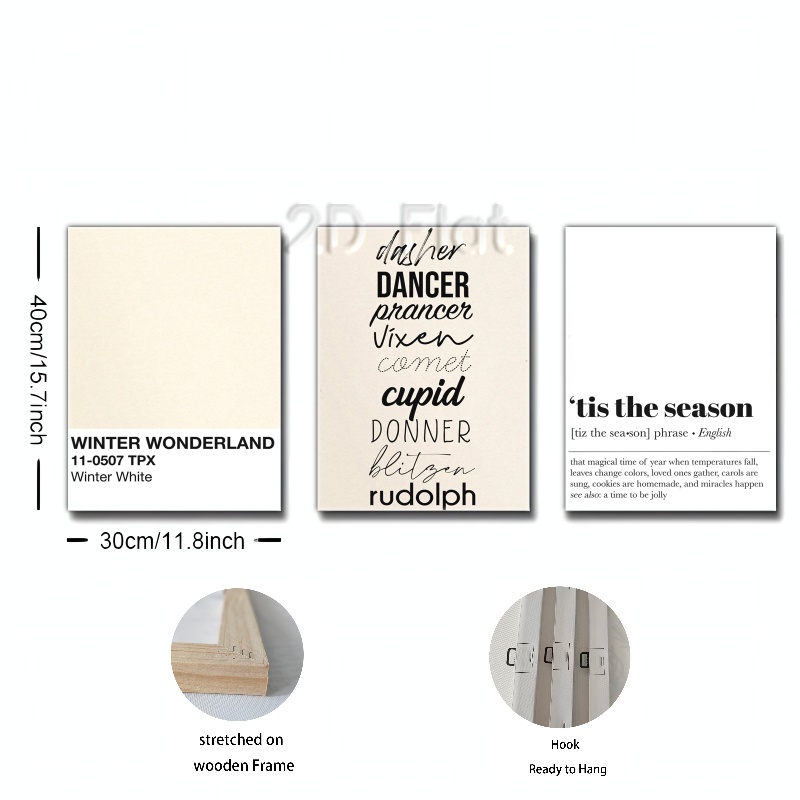 2D Flat
40cm/15.7inch
WINTER WONDERLAND
11-0507 TPX
Winter White
30cm/11.8inch
dasher
DANCER
prancer
vixen
comet
cupid
DONNER
blitzen
rudolph
‘tis the season
[tiz the sea•son] phrase • English
that magical time of year when temperatures fall,
leaves change colors, loved ones gather, carols are
sung, cookies are homemade, and miracles happen
see also: a time to be jolly
stretched on
wooden Frame
Hook
Ready to Hang